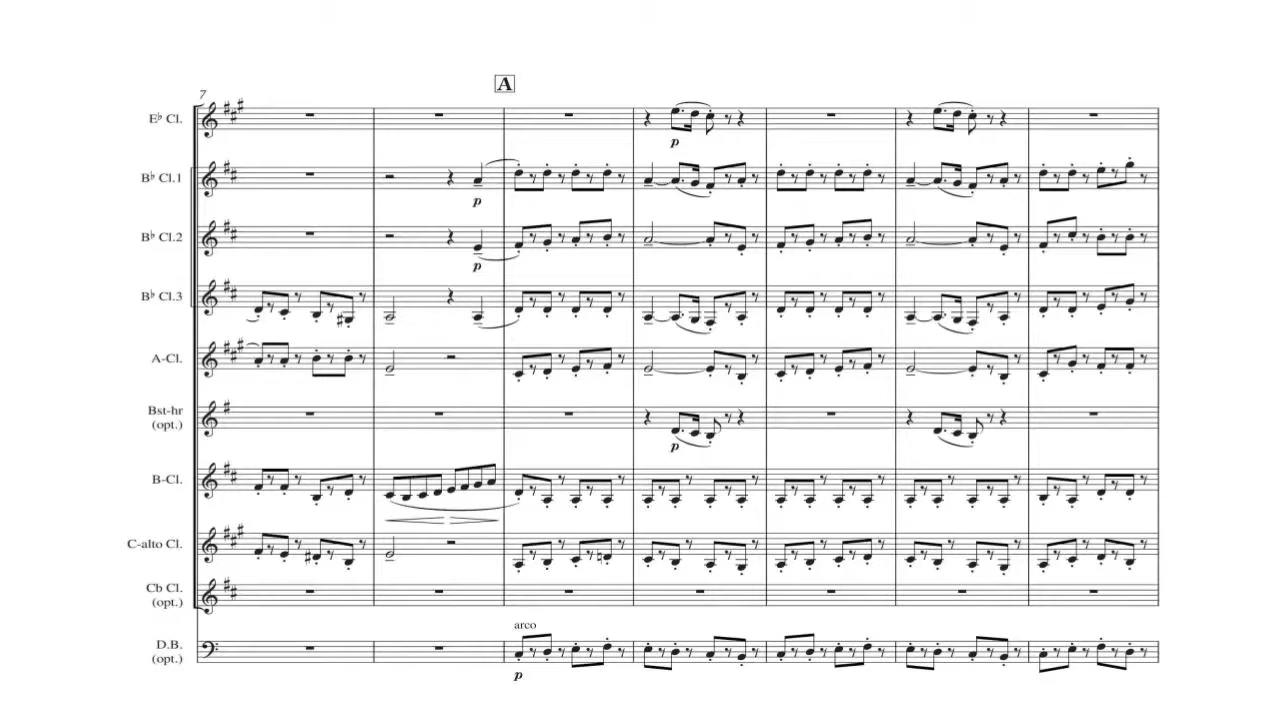 A
7
E♭ Cl.
p
B♭ Cl.1
p
B♭ Cl.2
p
B♭ Cl.3
A-Cl.
Bst-hr
(opt.)
p
B-Cl.
C-alto Cl.
Cb Cl.
(opt.)
arco
D.B.
(opt.)
p